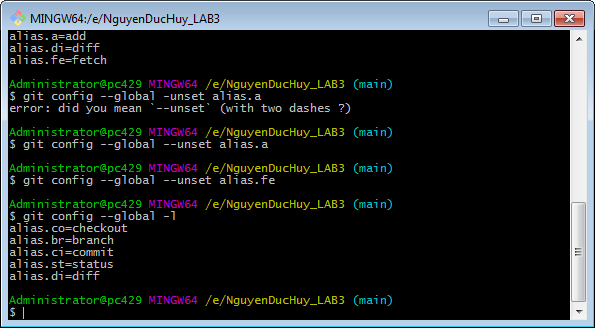 MINGW64:/e/NguyenDucHuy_LAB3
alias.a=add
alias.di=diff
alias.fe=fetch
Administrator@pc429 MINGW64 /e/NguyenDucHuy_LAB3 (main)
$ git config --global -unset alias.a
error: did you mean `--unset` (with two dashes ?)
Administrator@pc429 MINGW64 /e/NguyenDucHuy_LAB3 (main)
$ git config --global --unset alias.a
Administrator@pc429 MINGW64 /e/NguyenDucHuy_LAB3 (main)
$ git config --global --unset alias.fe
Administrator@pc429 MINGW64 /e/NguyenDucHuy_LAB3 (main)
$ git config --global -l
alias.co=checkout
alias.br=branch
alias.ci=commit
alias.st=status
alias.di=diff
Administrator@pc429 MINGW64 /e/NguyenDucHuy_LAB3 (main)
$